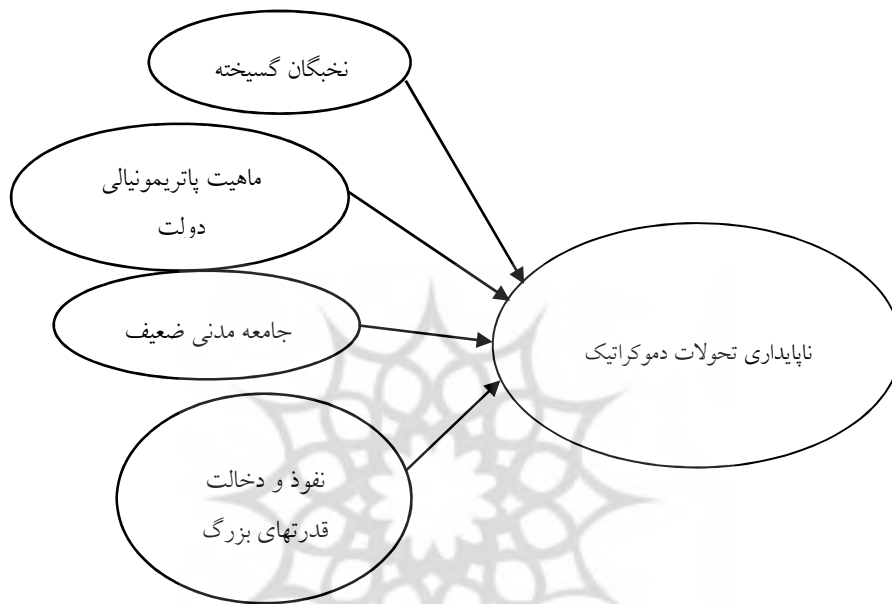 نخبگان گسیخته
ماهیت پاتریمونیالی
دولت
جامعه مدنی ضعیف
ناپایداری تحولات دموکراتیک
نفوذ و دخالت
قدرتهای بزرگ